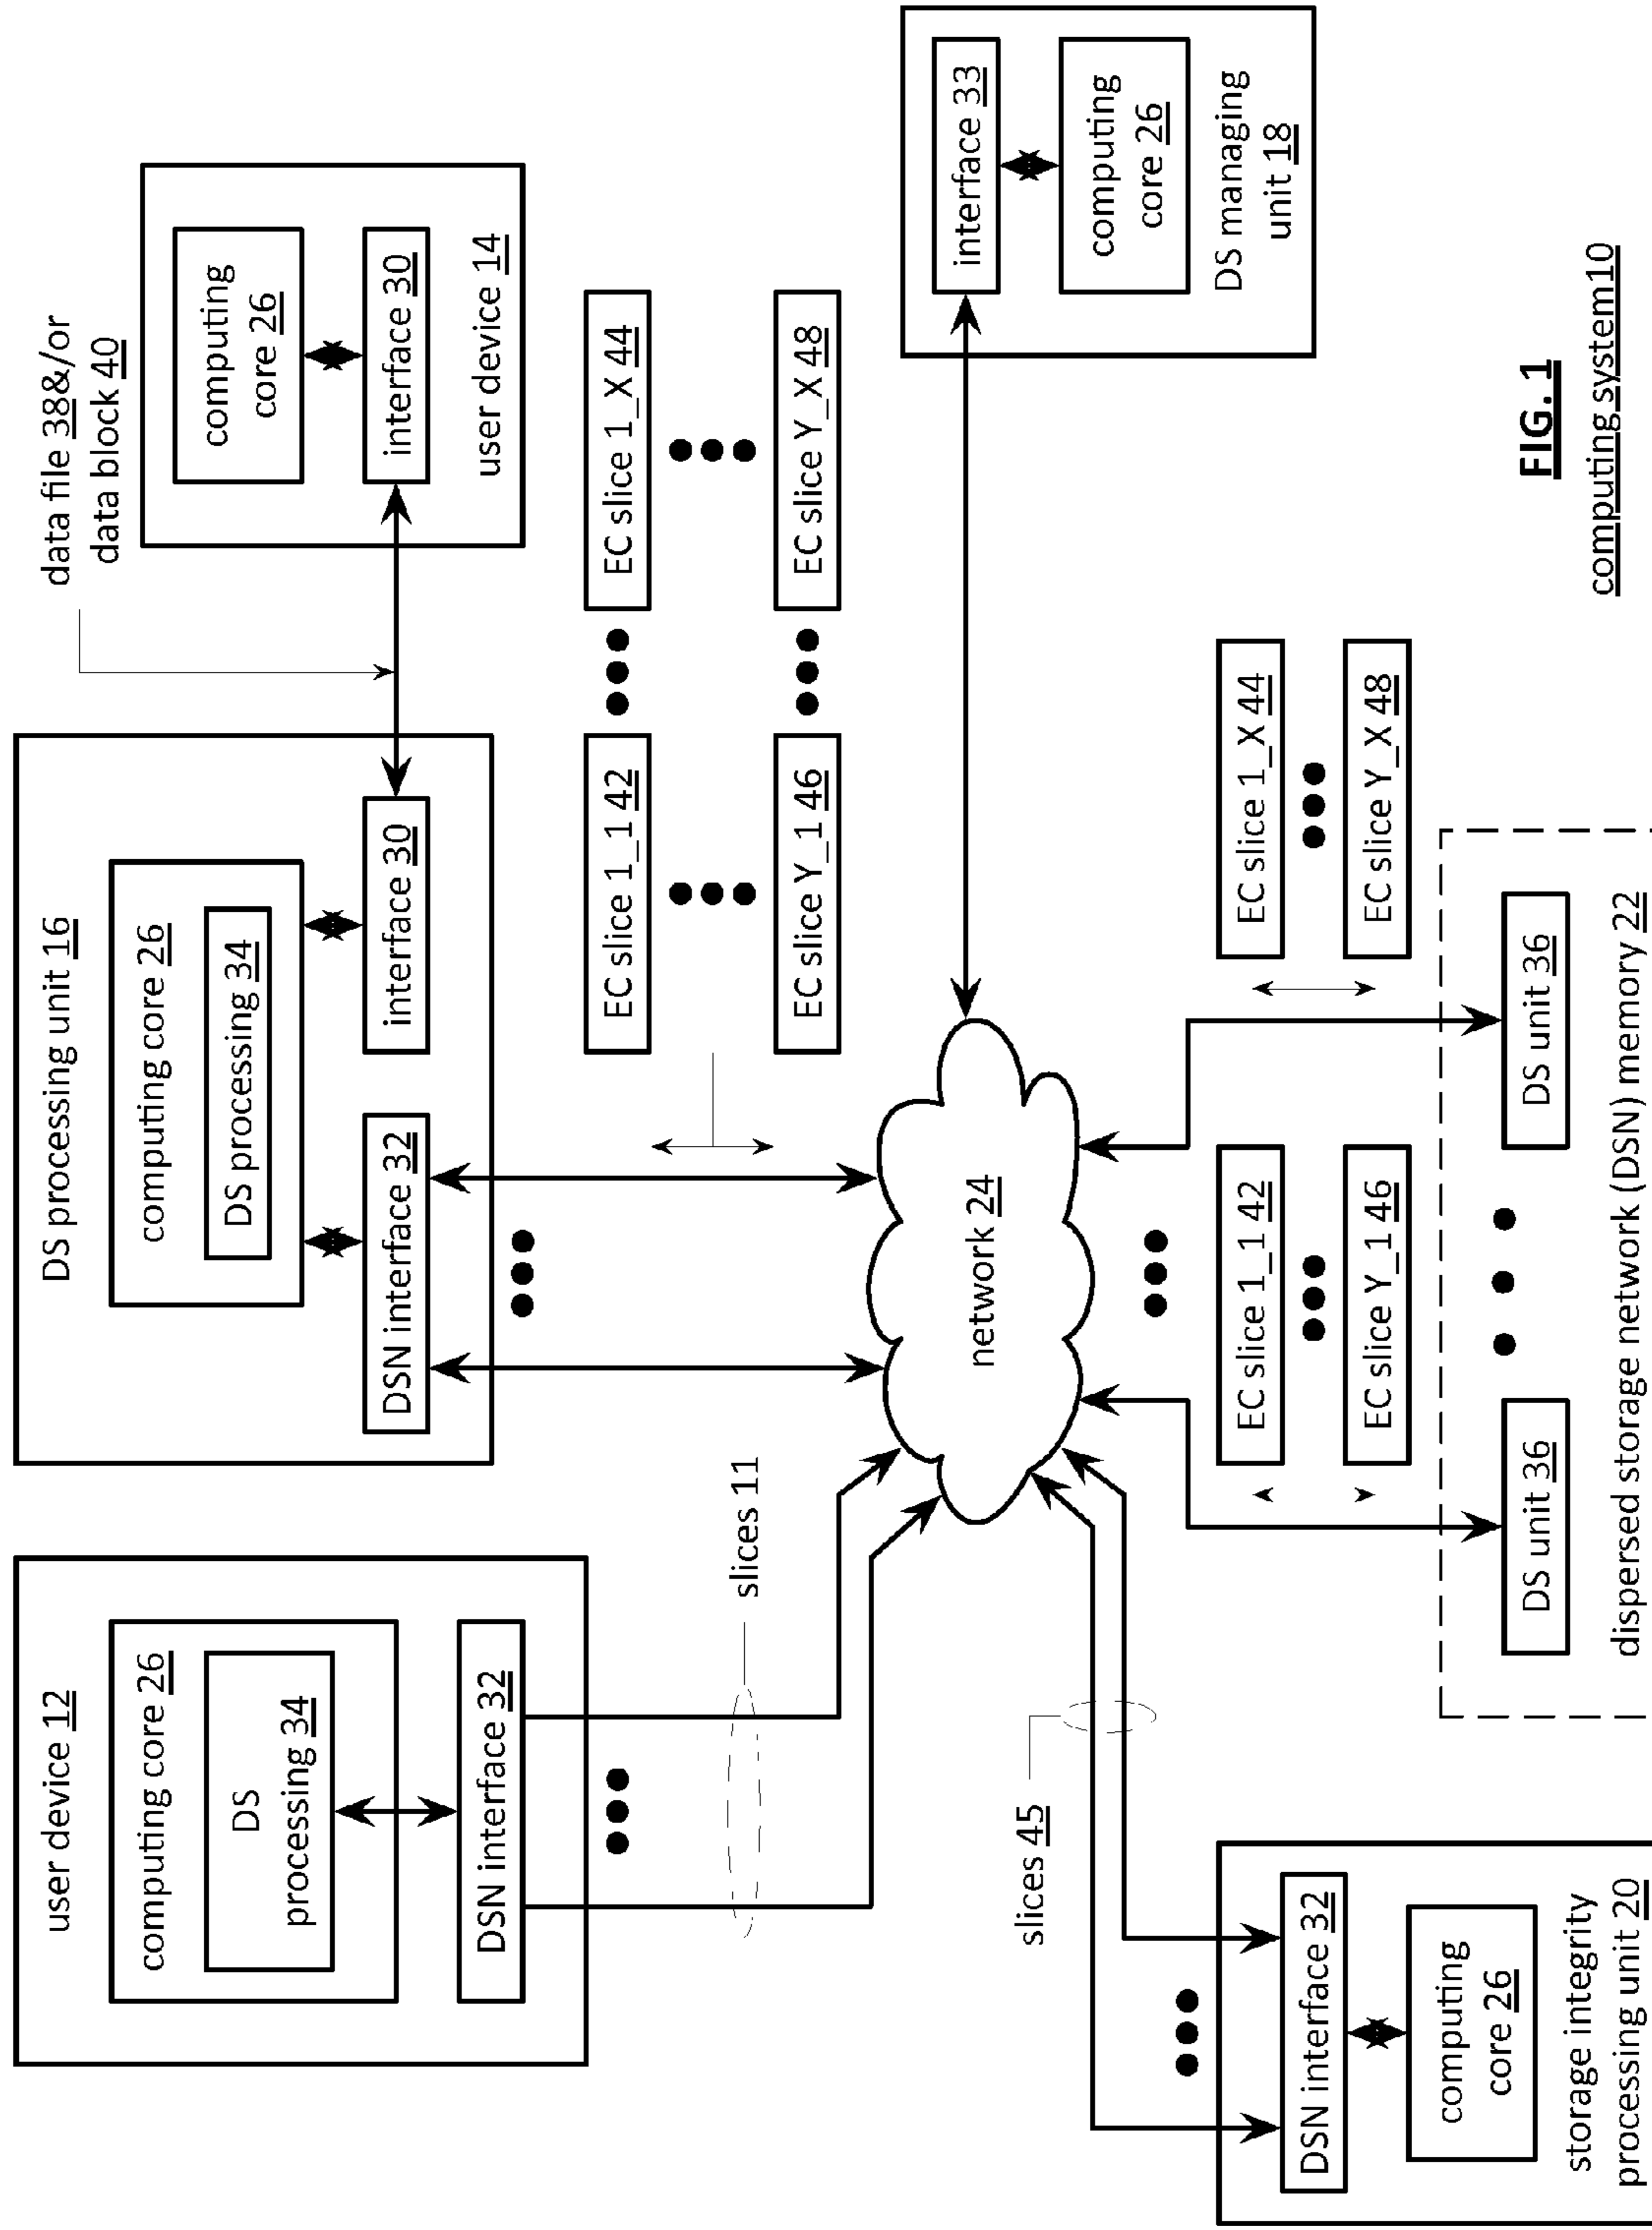 user device 12
computing core 26
DS
processing 34
DSN interface 32
slices 11
DS processing unit 16
computing core 26
DS processing 34
DSN interface 32
interface 30
data file 38&/or
data block 40
computing
core 26
interface 30
user device 14
EC slice 1_1 42
EC slice 1_X 44
EC slice Y_1 46
EC slice Y_X 48
network 24
interface 33
computing
core 26
DS managing
unit 18
slices 45
DSN interface 32
computing
core 26
storage integrity
processing unit 20
EC slice 1_1 42
EC slice Y_1 46
EC slice 1_X 44
EC slice Y_X 48
DS unit 36
DS unit 36
dispersed storage network (DSN) memory 22
FIG. 1
computing system10